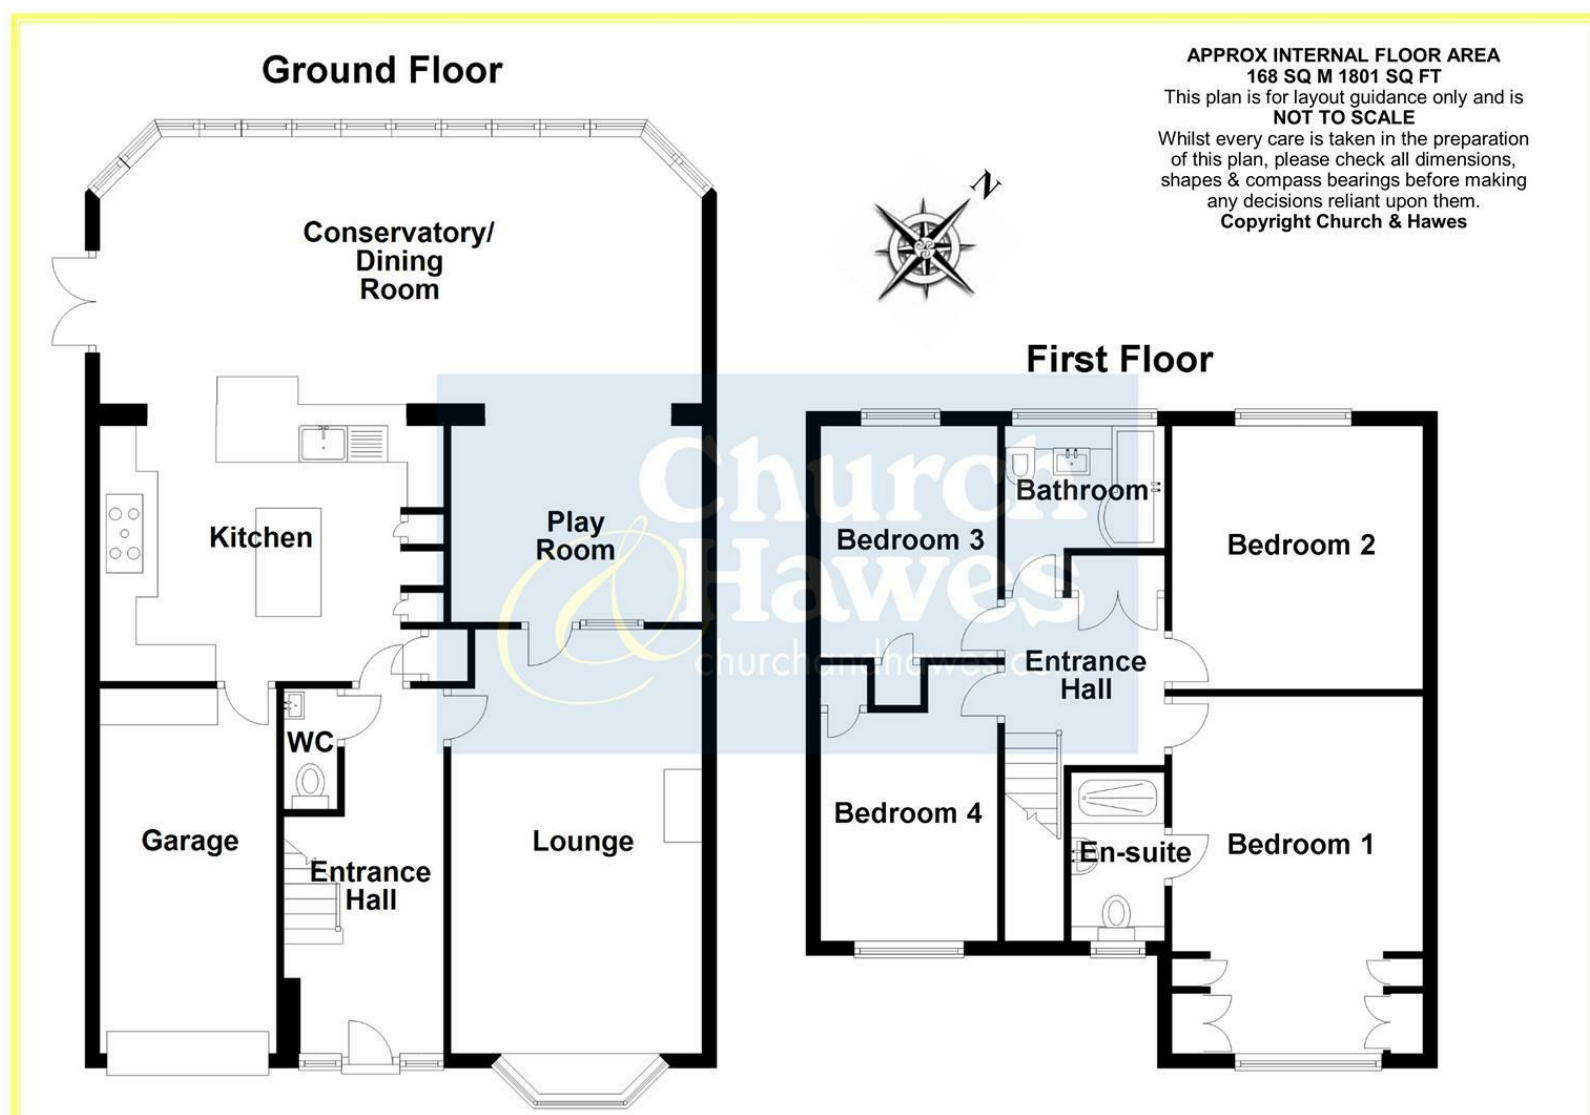 Ground Floor
APPROX INTERNAL FLOOR AREA
168 SQ M 1801 SQ FT
This plan is for layout guidance only and is
NOT TO SCALE
Whilst every care is taken in the preparation
of this plan, please check all dimensions,
shapes & compass bearings before making
any decisions reliant upon them.
Copyright Church & Hawes
N
Conservatory/
Dining
Room
Kitchen
Play
Room
WC
Garage
Entrance
Hall
Lounge
First Floor
Bedroom 3
Bathroom
Bedroom 2
Entrance
Hall
Bedroom 4
En-suite
Bedroom 1
Church
& Hawes
churchandhawes.c